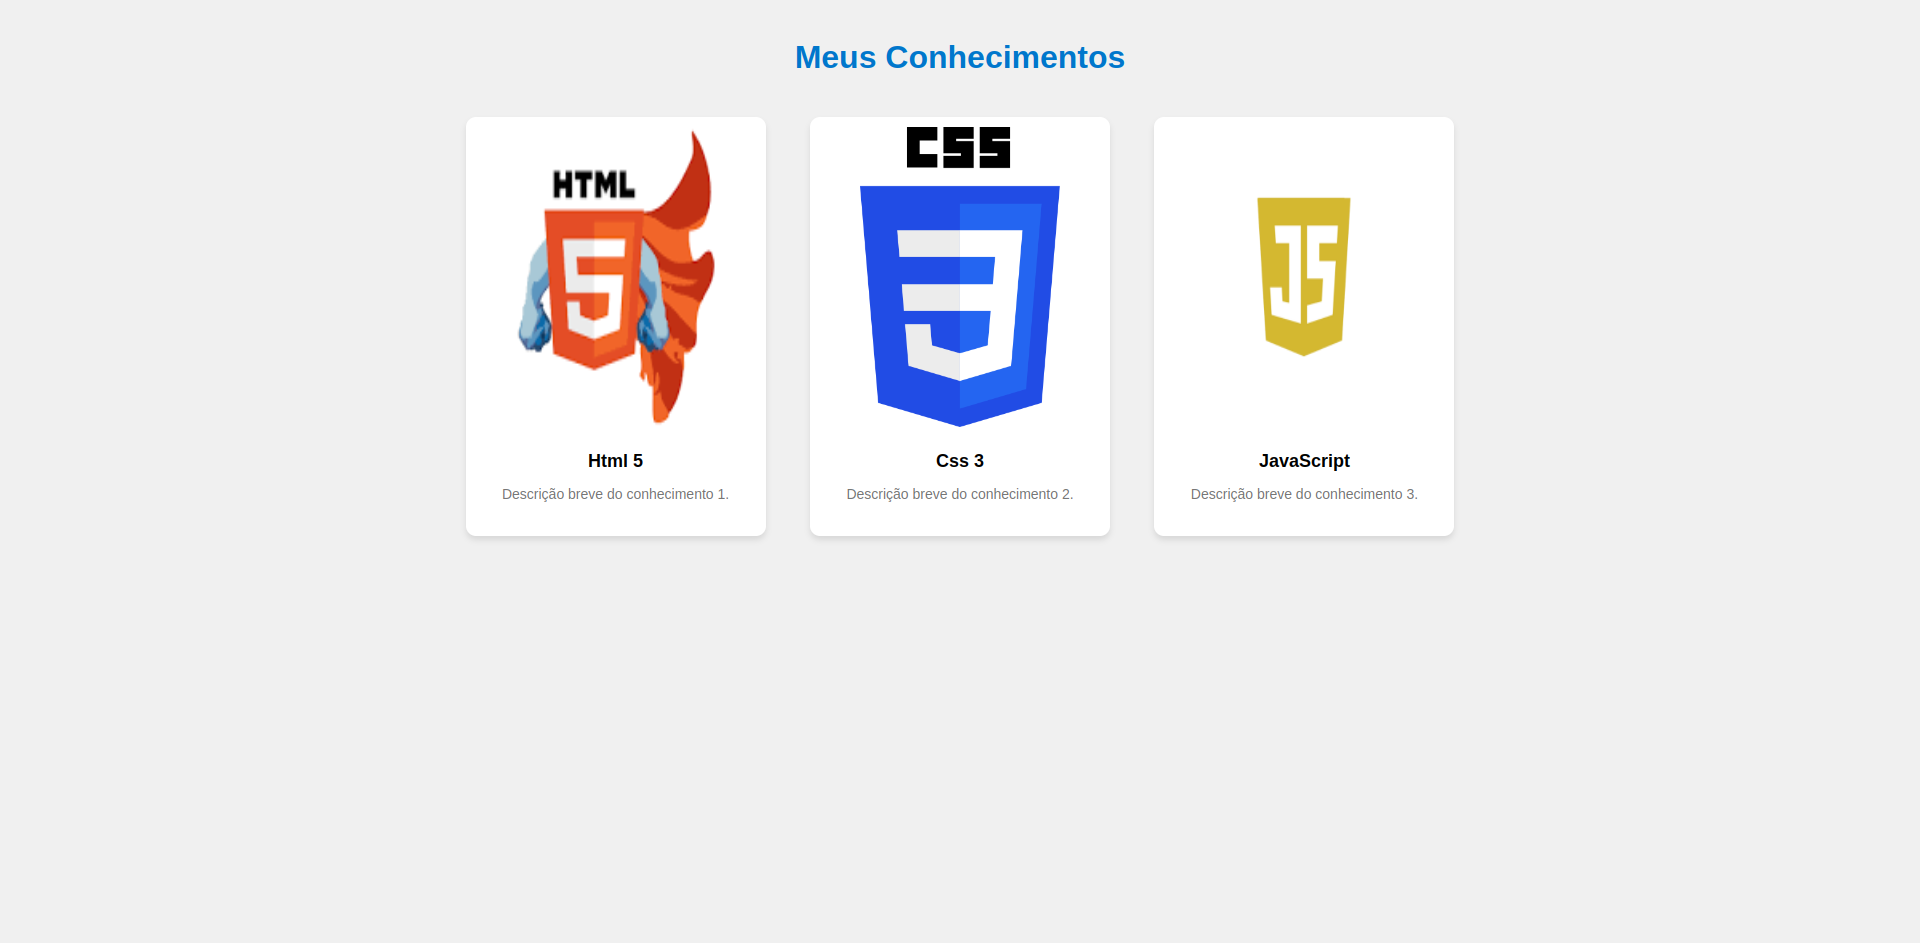 Meus Conhecimentos
HTML
5
Html 5
Descrição breve do conhecimento 1.
CSS
3
Css 3
Descrição breve do conhecimento 2.
JS
JavaScript
Descrição breve do conhecimento 3.